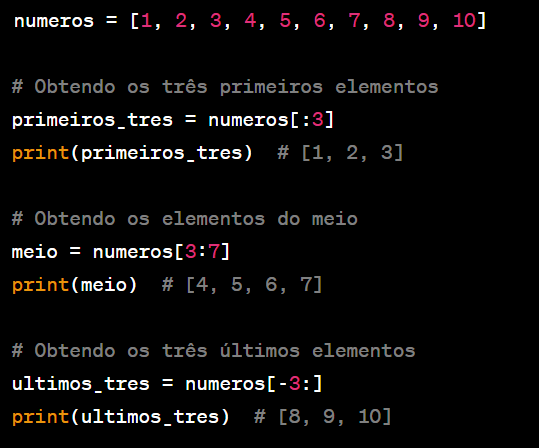 numeros = [1, 2, 3, 4, 5, 6, 7, 8, 9, 10]
# Obtendo os três primeiros elementos
primeiros_tres = numeros[:3]
print(primeiros_tres)  # [1, 2, 3]
# Obtendo os elementos do meio
meio = numeros[3:7]
print(meio)  # [4, 5, 6, 7]
# Obtendo os três últimos elementos
ultimos_tres = numeros[-3:]
print(ultimos_tres)  # [8, 9, 10]